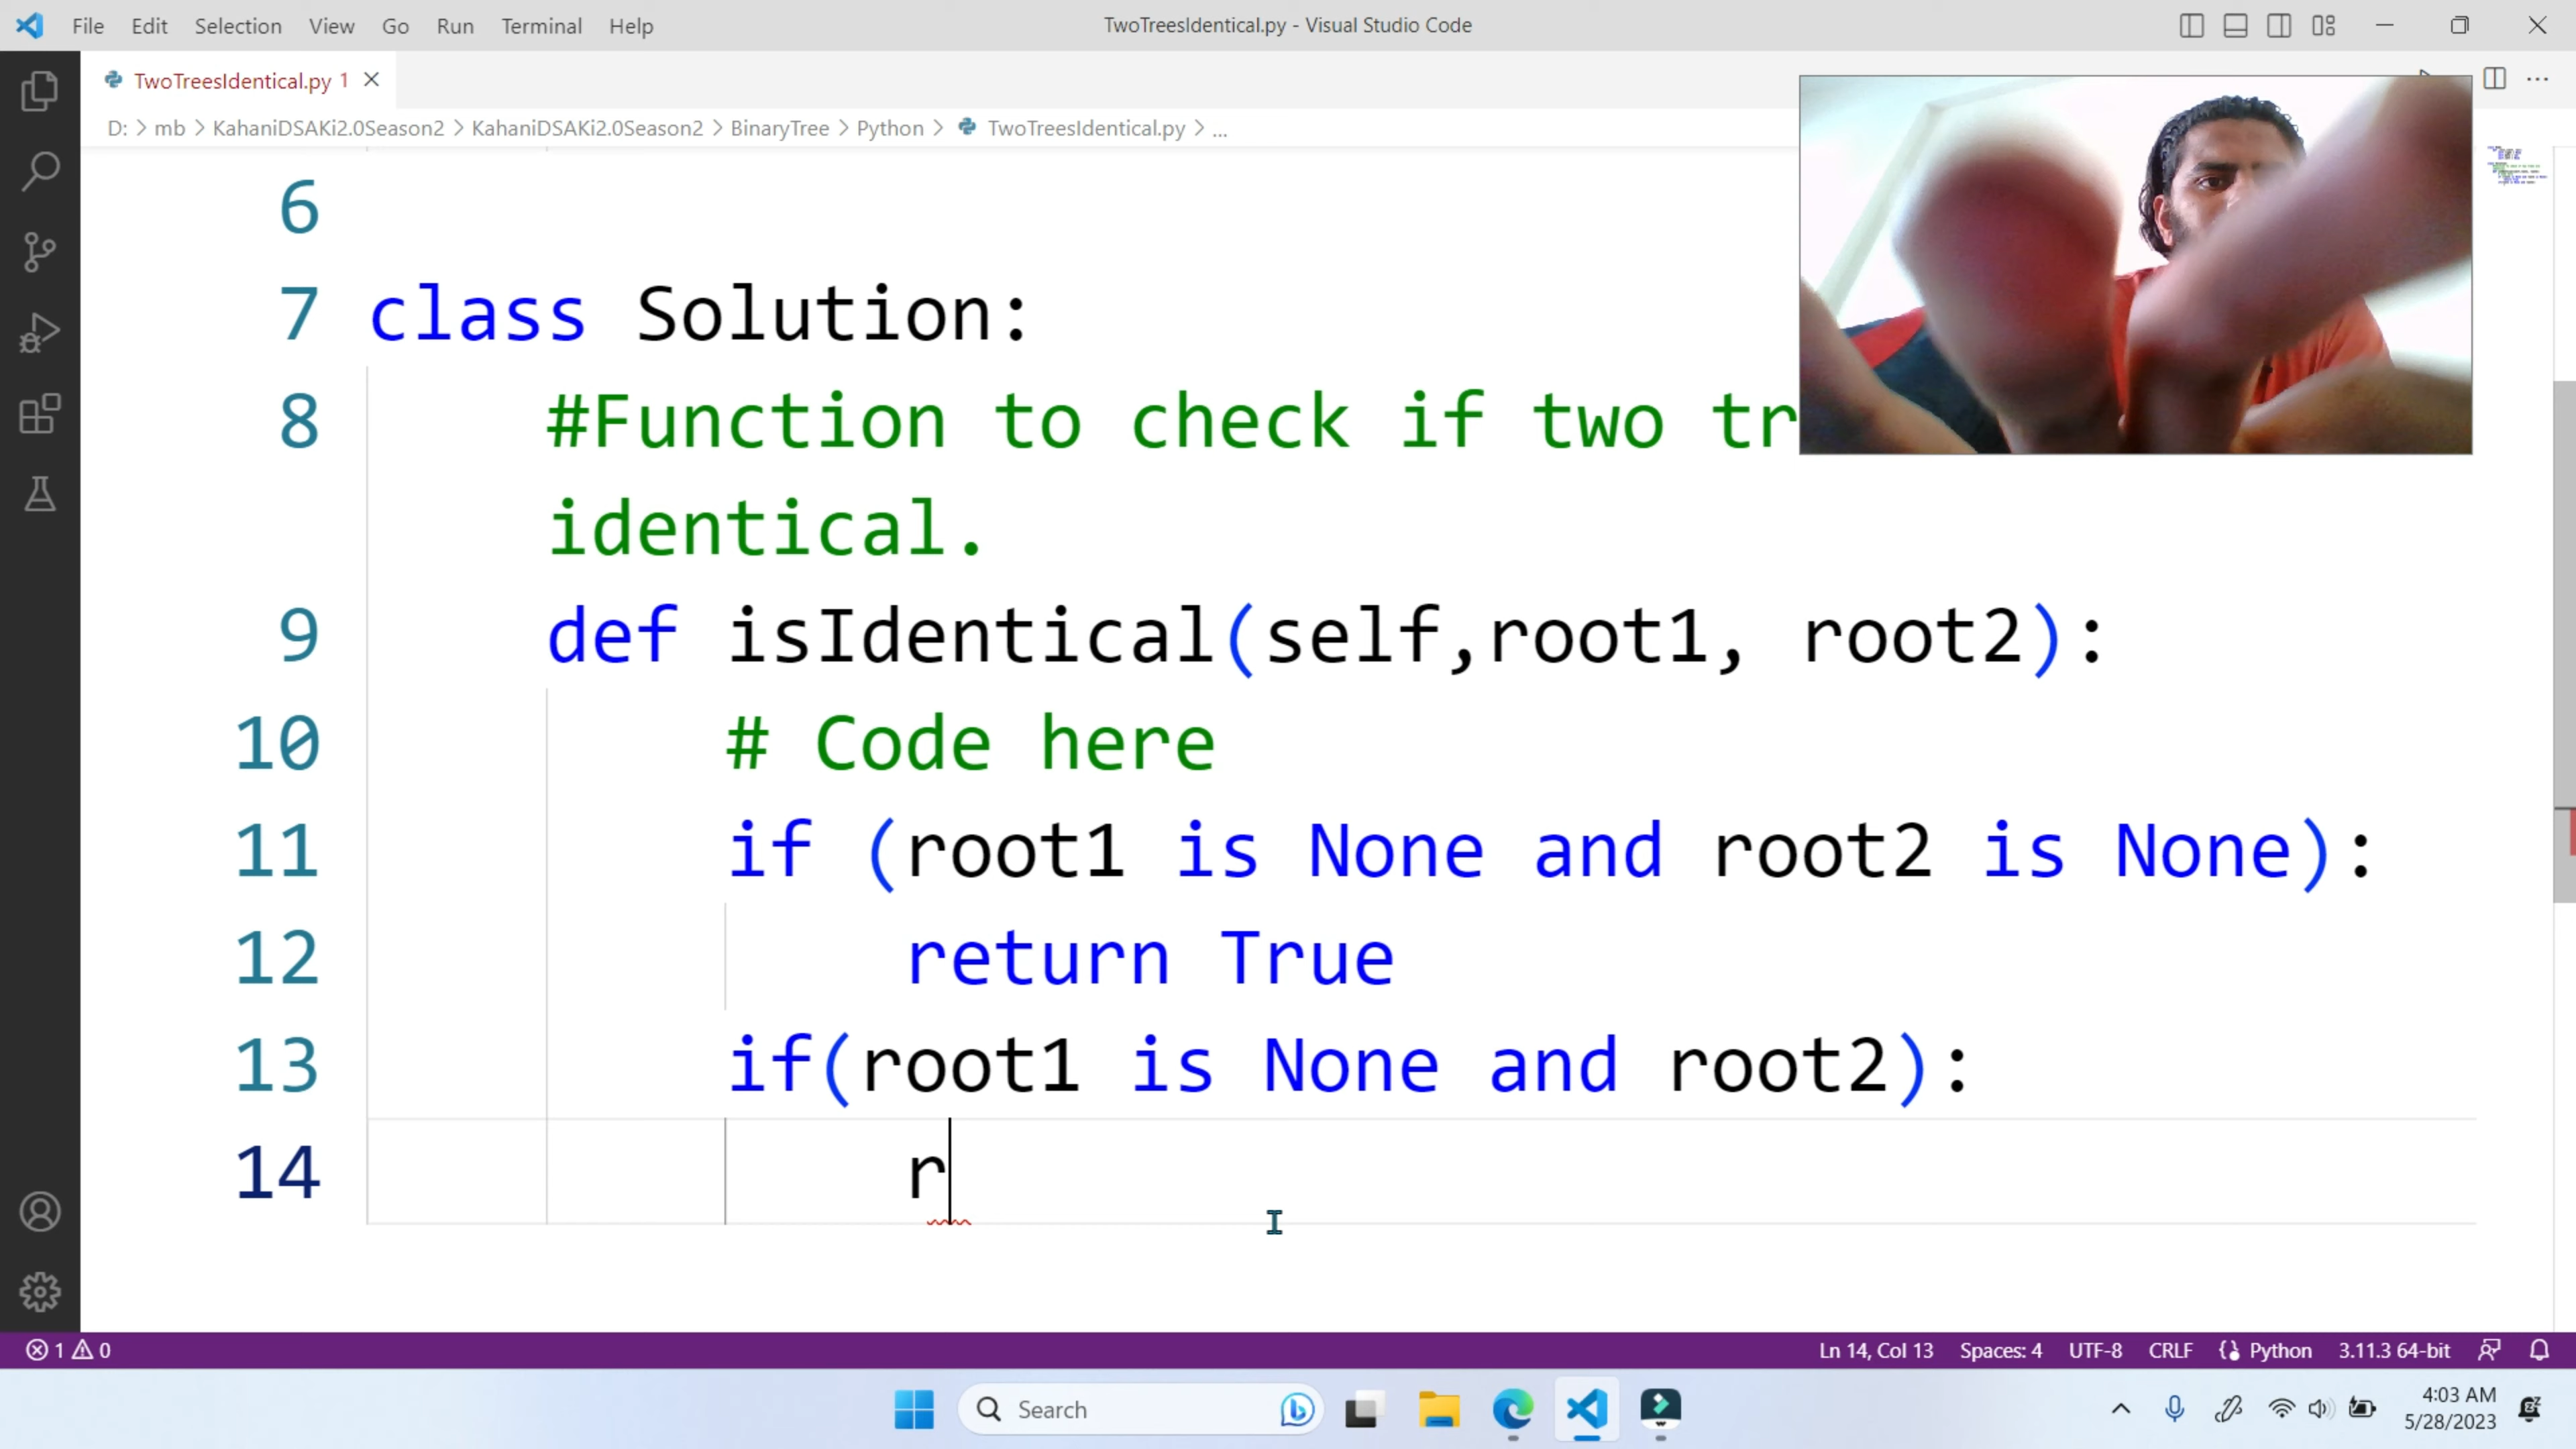 File Edit Selection View Go Run Terminal Help
TwoTreesIdentical.py - Visual Studio Code
TwoTreesIdentical.py 1
D: > mb > KahaniDSAKi2.0Season2 > KahaniDSAKi2.0Season2 > BinaryTree > Python > TwoTreesIdentical.py > ...
6
7 class Solution:
8 #Function to check if two tr
identical.
9 def isIdentical(self,root1, root2):
10 # Code here
11 if (root1 is None and root2 is None):
12 return True
13 if(root1 is None and root2):
14 r
1 0
Ln 14, Col 13 Spaces: 4 UTF-8 CRLF Python 3.11.3 64-bit
Search
4:03 AM
5/28/2023